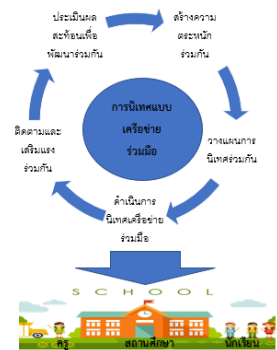 ประเมินผล
สะท้อนเพื่อ
พัฒนาร่วมกัน
สร้างความ
ตระหนัก
ร่วมกัน
การนิเทศแบบ
เครือข่าย
ร่วมมือ
วางแผนการ
นิเทศร่วมกัน
ดำเนินการ
นิเทศเครือข่าย
ร่วมมือ
ติดตามและ
เสริมแรง
ร่วมกัน
SCHOOL
ครู สถานศึกษา นักเรียน